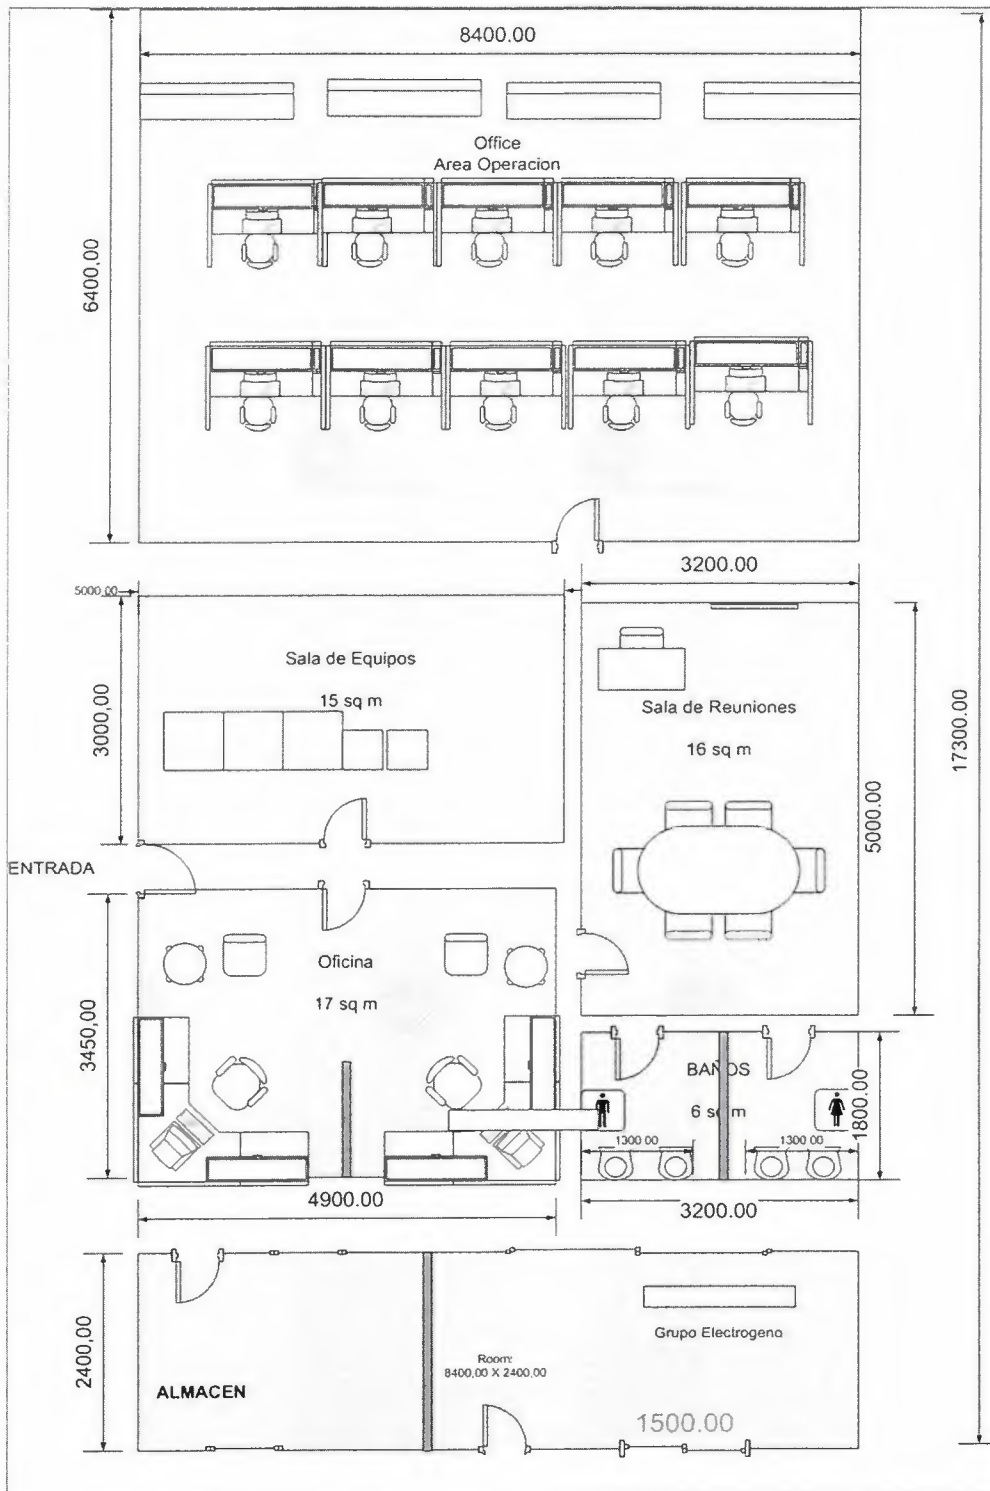 8400.00
Office
Area Operacion
6400,00
3200.00
5000,00
Sala de Equipos
15 sq m
3000,00
Sala de Reuniones
16 sq m
17300.00
5000.00
ENTRADA
Oficina
17 sq m
3450,00
BAÑOS
6 sq m
1800.00
1300.00
1300.00
4900.00
3200.00
2400,00
Grupo Electrogeno
Room:
8400,00 X 2400,00
ALMACEN
1500.00